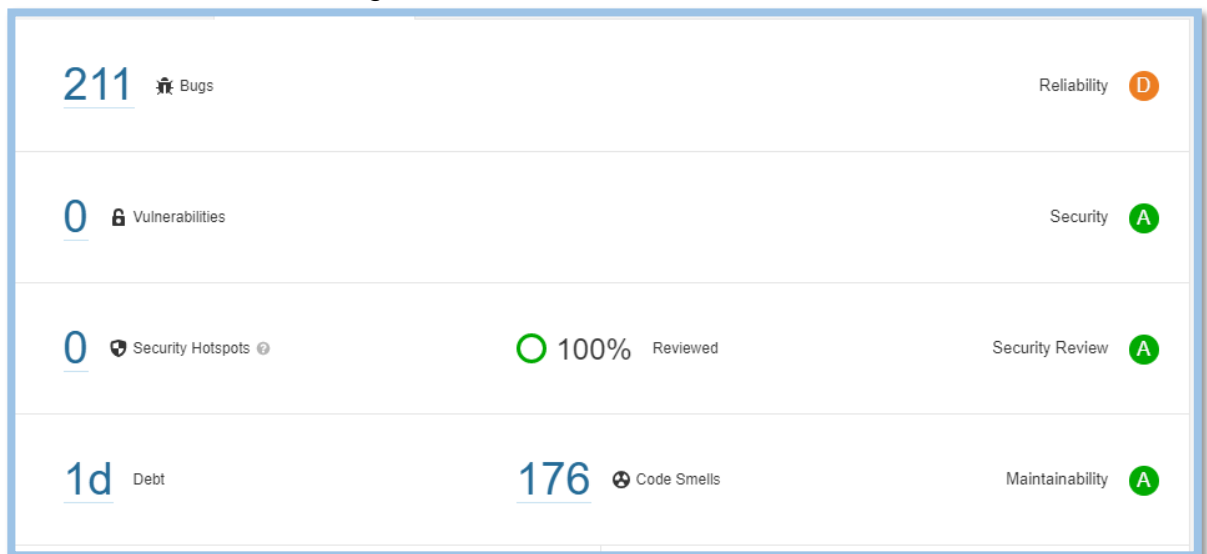 211 Bugs Reliability D
0 Vulnerabilities Security A
0 Security Hotspots ? 100% Reviewed Security Review A
1d Debt 176 Code Smells Maintainability A